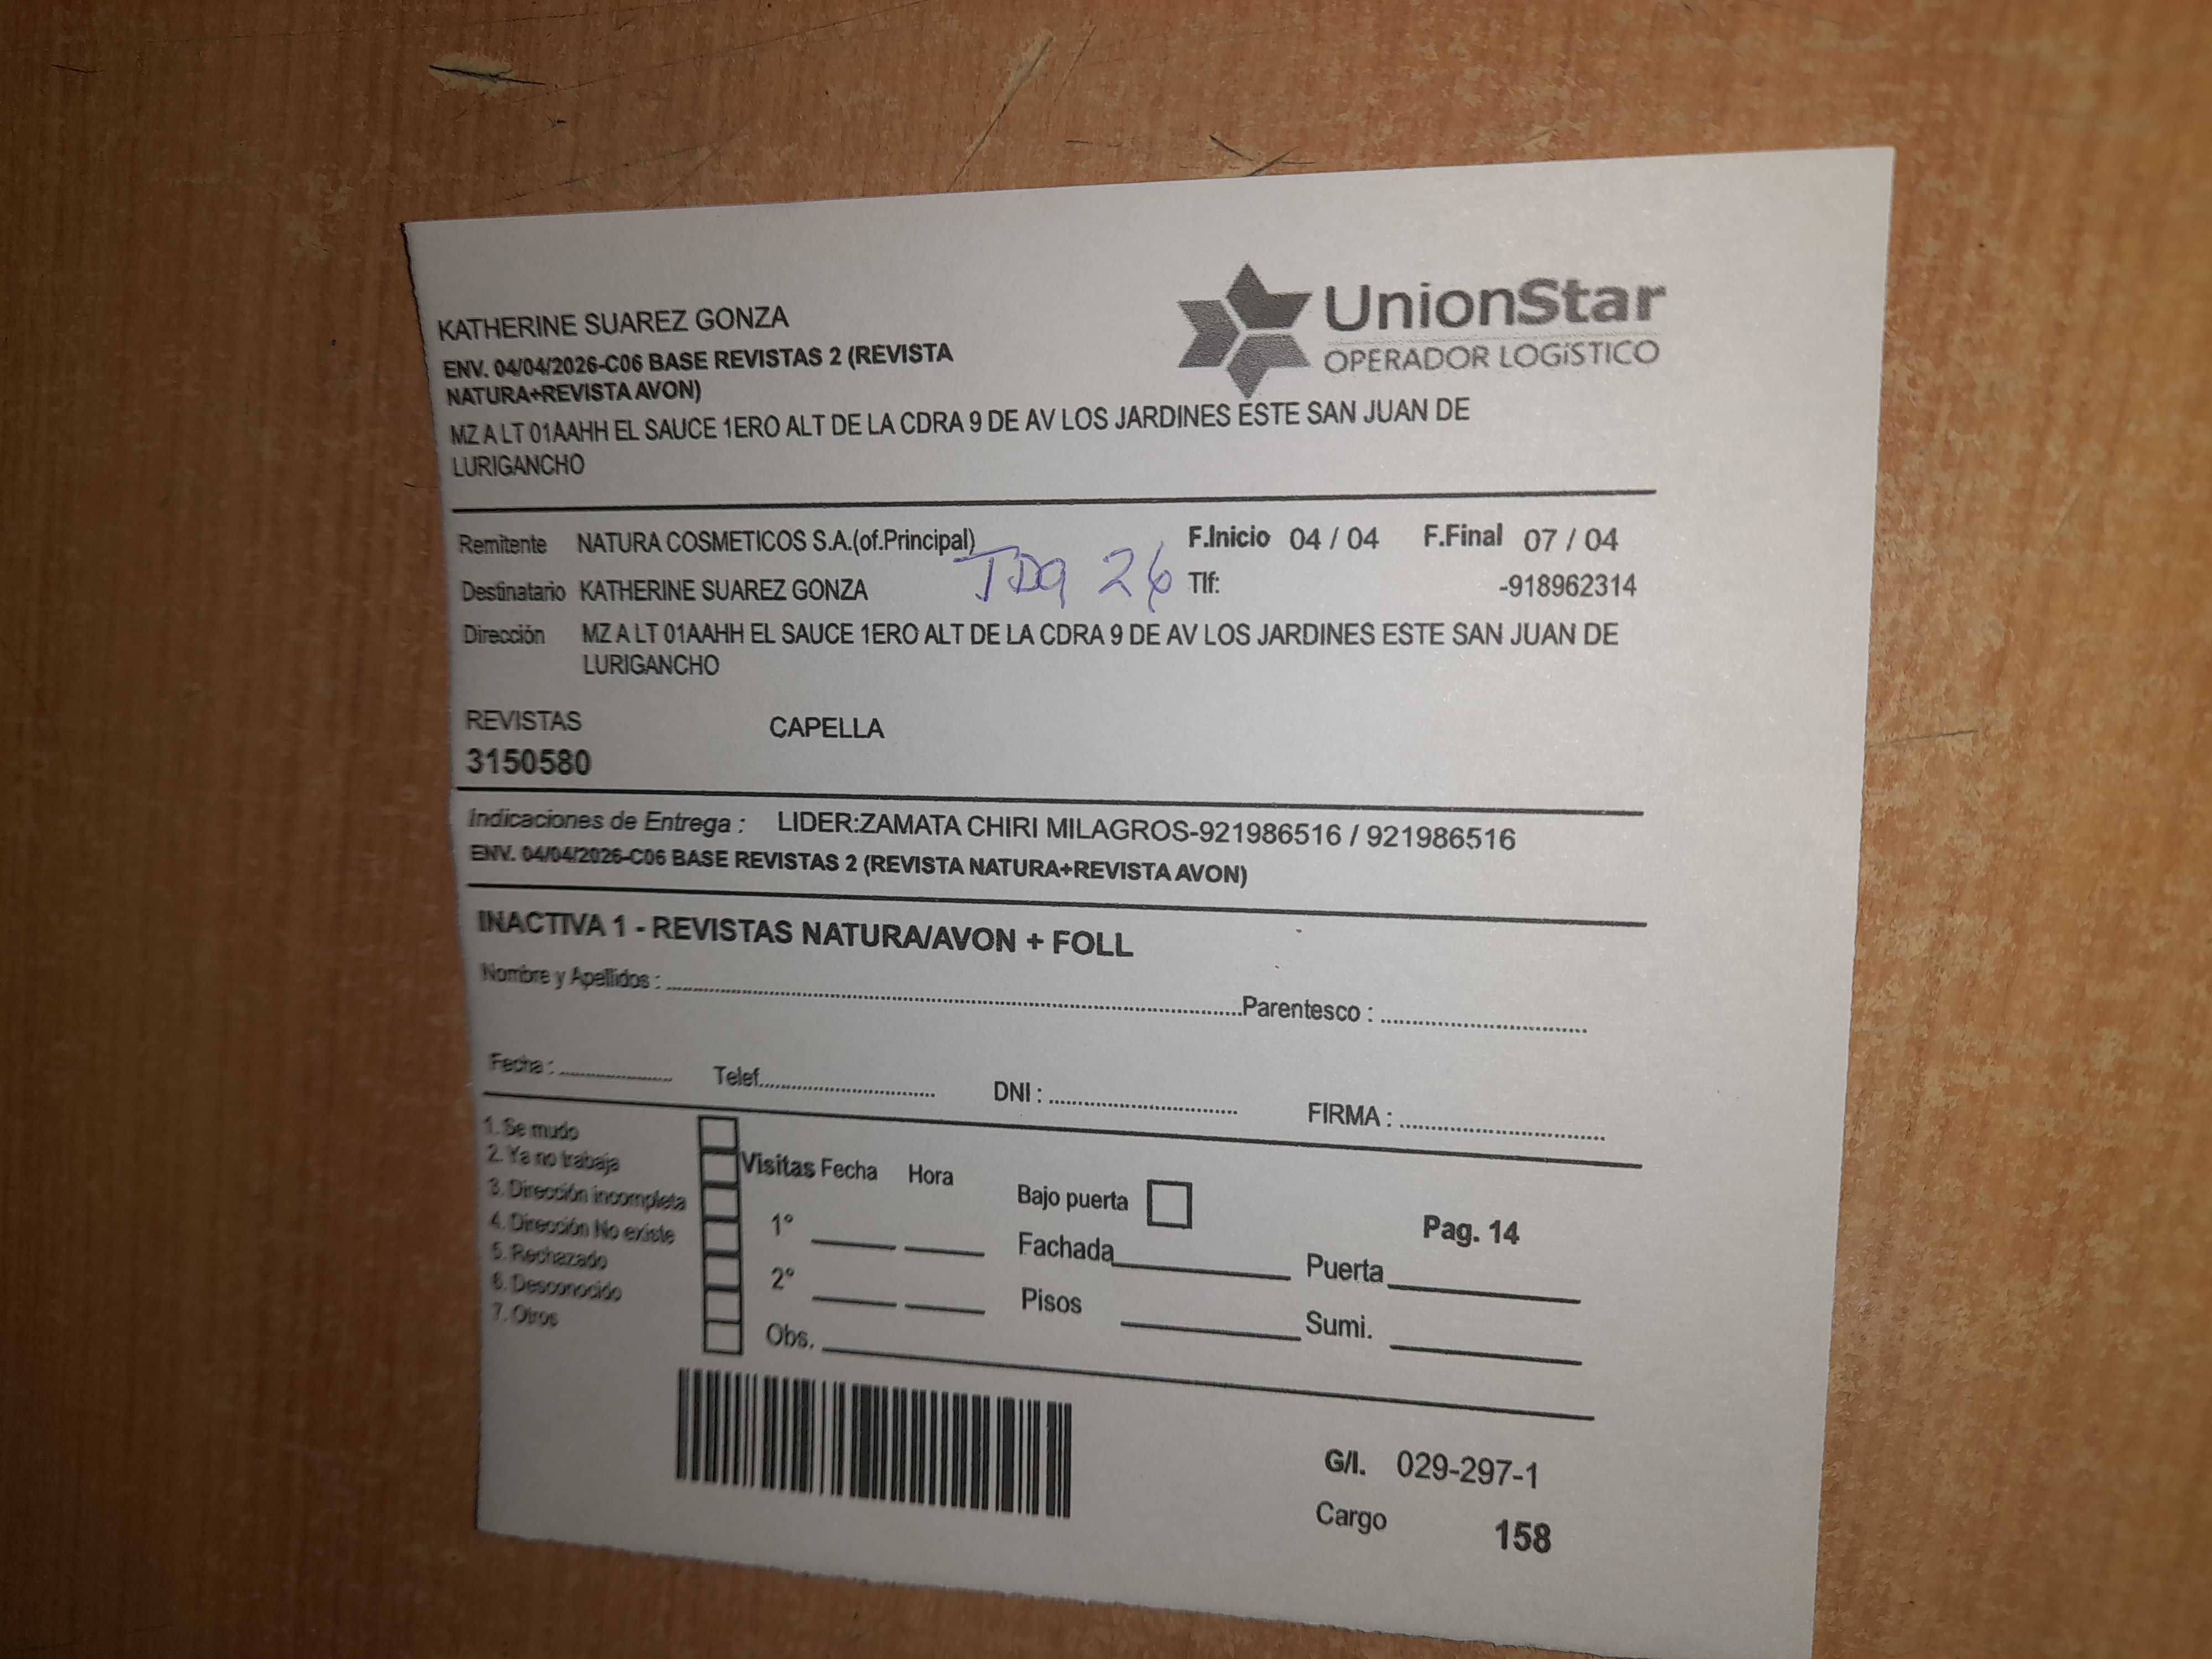 KATHERINE SUAREZ GONZA
ENV. 04/04/2026-C06 BASE REVISTAS 2 (REVISTA
NATURA+REVISTA AVON)
UnionStar
OPERADOR LOGíSTICO
MZ A LT 01AAHH EL SAUCE 1ERO ALT DE LA CDRA 9 DE AV LOS JARDINES ESTE SAN JUAN DE
LURIGANCHO
Remitente NATURA COSMETICOS S.A.(of.Principal) F.Inicio 04 / 04 F.Final 07 / 04
Destinatario KATHERINE SUAREZ GONZA 26 Tlf: -918962314
Dirección MZ A LT 01AAHH EL SAUCE 1ERO ALT DE LA CDRA 9 DE AV LOS JARDINES ESTE SAN JUAN DE
LURIGANCHO
REVISTAS CAPELLA
3150580
Indicaciones de Entrega : LIDER:ZAMATA CHIRI MILAGROS-921986516 / 921986516
ENV. 04/04/2026-C06 BASE REVISTAS 2 (REVISTA NATURA+REVISTA AVON)
INACTIVA 1 - REVISTAS NATURA/AVON + FOLL
Nombre y Apellidos : Parentesco :
Fecha : Telef. DNI : FIRMA :
1. Se mudo
2. Ya no trabaja
3. Dirección incompleta
4. Dirección No existe
5. Rechazado
6. Desconocido
7. Otros
Visitas Fecha Hora
1°
2°
Obs.
Bajo puerta
Fachada
Pisos
Pag. 14
Puerta
Sumi.
G/I. 029-297-1
Cargo 158